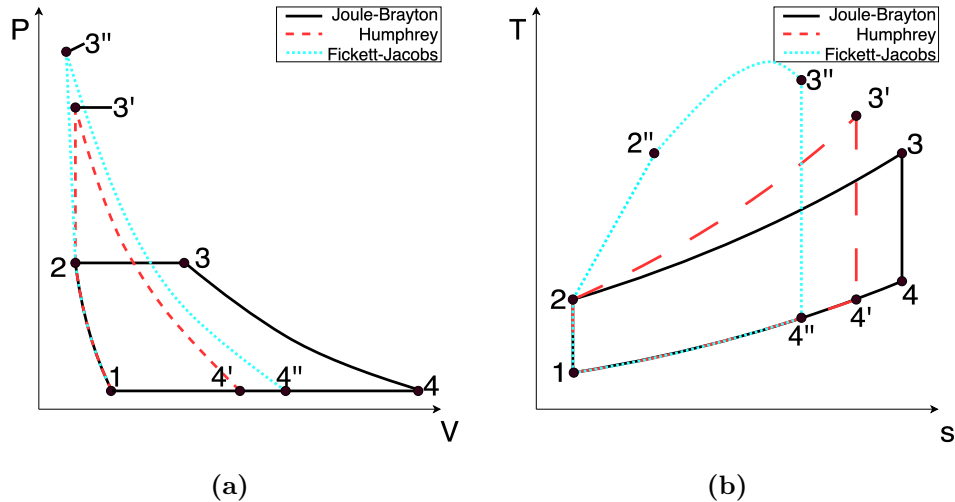 P
Joule-Brayton
Humphrey
Fickett-Jacobs
3"
3'
2
3
1
4'
4"
4
V
(a)
T
Joule-Brayton
Humphrey
Fickett-Jacobs
3"
3'
2"
3
2
4
4'
4"
1
s
(b)